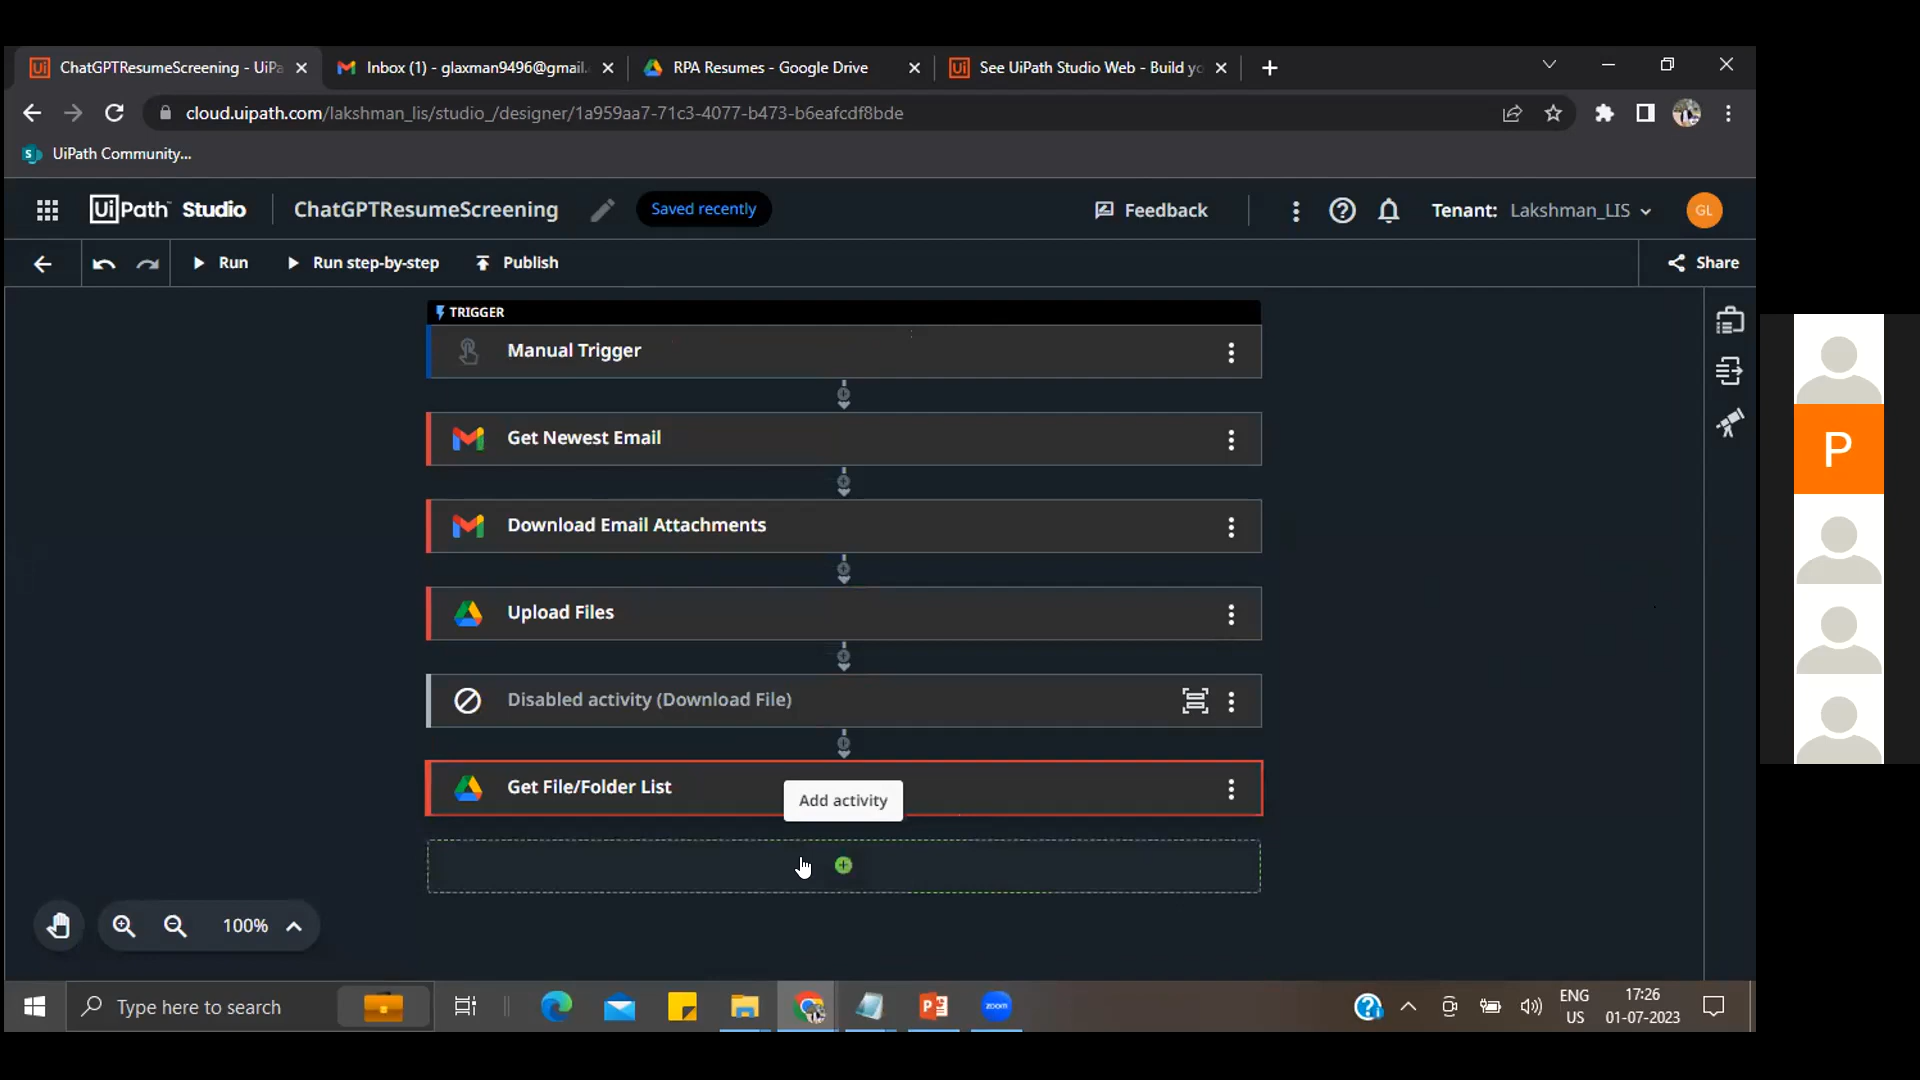 ChatGPTResumeScreening - UiPa
Inbox (1) - glaxman9496@gmail.
RPA Resumes - Google Drive
See UiPath Studio Web - Build yo
cloud.uipath.com/lakshman_lis/studio_/designer/1a959aa7-71c3-4077-b473-b6eafcdf8bde
S UiPath Community...
UiPath Studio
ChatGPTResumeScreening
Saved recently
Feedback
Tenant: Lakshman_LIS
GL
Run
Run step-by-step
Publish
Share
TRIGGER
Manual Trigger
Get Newest Email
Download Email Attachments
Upload Files
Disabled activity (Download File)
Get File/Folder List
Add activity
100%
P
Type here to search
zoom
ENG
US
17:26
01-07-2023